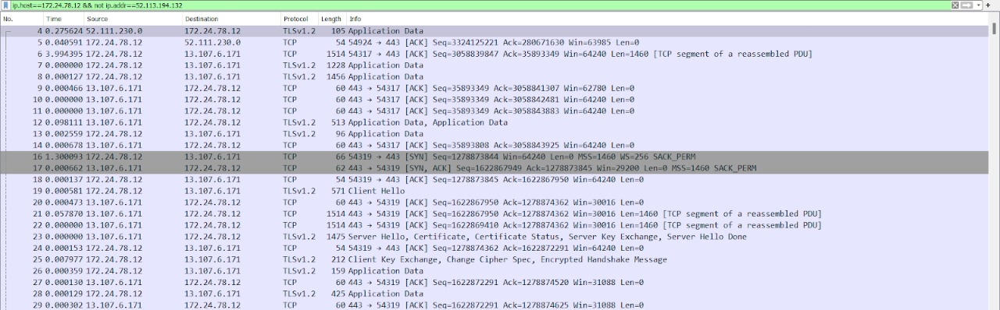 ip.host==172.24.78.12 && not ip.addr==52.113.194.132
No. Time Source Destination Protocol Length Info
4 0.275624 52.111.230.0 172.24.78.12 TLSv1.2 105 Application Data
5 0.040591 172.24.78.12 52.111.230.0 TCP 54 54924 → 443 [ACK] Seq=3324125221 Ack=280671630 Win=63985 Len=0
6 3.994395 172.24.78.12 13.107.6.171 TCP 1514 54317 → 443 [ACK] Seq=3058839847 Ack=35893349 Win=64240 Len=1460 [TCP segment of a reassembled PDU]
7 0.000000 172.24.78.12 13.107.6.171 TLSv1.2 1228 Application Data
8 0.000127 172.24.78.12 13.107.6.171 TLSv1.2 1456 Application Data
9 0.000466 13.107.6.171 172.24.78.12 TCP 60 443 → 54317 [ACK] Seq=35893349 Ack=3058841307 Win=62780 Len=0
10 0.000000 13.107.6.171 172.24.78.12 TCP 60 443 → 54317 [ACK] Seq=35893349 Ack=3058842481 Win=64240 Len=0
11 0.000000 13.107.6.171 172.24.78.12 TCP 60 443 → 54317 [ACK] Seq=35893349 Ack=3058843883 Win=64240 Len=0
12 0.098111 13.107.6.171 172.24.78.12 TLSv1.2 513 Application Data, Application Data
13 0.002559 172.24.78.12 13.107.6.171 TLSv1.2 96 Application Data
14 0.000678 13.107.6.171 172.24.78.12 TCP 60 443 → 54317 [ACK] Seq=35893808 Ack=3058843925 Win=64240 Len=0
16 1.300093 172.24.78.12 13.107.6.171 TCP 66 54319 → 443 [SYN] Seq=1278873844 Win=64240 Len=0 MSS=1460 WS=256 SACK_PERM
17 0.000662 13.107.6.171 172.24.78.12 TCP 62 443 → 54319 [SYN, ACK] Seq=1622867949 Ack=1278873845 Win=29200 Len=0 MSS=1460 SACK_PERM
18 0.000137 172.24.78.12 13.107.6.171 TCP 54 54319 → 443 [ACK] Seq=1278873845 Ack=1622867950 Win=64240 Len=0
19 0.000581 172.24.78.12 13.107.6.171 TLSv1.2 571 Client Hello
20 0.000473 13.107.6.171 172.24.78.12 TCP 60 443 → 54319 [ACK] Seq=1622867950 Ack=1278874362 Win=30016 Len=0
21 0.057870 13.107.6.171 172.24.78.12 TCP 1514 443 → 54319 [ACK] Seq=1622867950 Ack=1278874362 Win=30016 Len=1460 [TCP segment of a reassembled PDU]
22 0.000000 13.107.6.171 172.24.78.12 TCP 1514 443 → 54319 [ACK] Seq=1622869410 Ack=1278874362 Win=30016 Len=1460 [TCP segment of a reassembled PDU]
23 0.000000 13.107.6.171 172.24.78.12 TLSv1.2 1475 Server Hello, Certificate, Certificate Status, Server Key Exchange, Server Hello Done
24 0.000153 172.24.78.12 13.107.6.171 TCP 54 54319 → 443 [ACK] Seq=1278874362 Ack=1622872291 Win=64240 Len=0
25 0.007977 172.24.78.12 13.107.6.171 TLSv1.2 212 Client Key Exchange, Change Cipher Spec, Encrypted Handshake Message
26 0.000359 172.24.78.12 13.107.6.171 TLSv1.2 159 Application Data
27 0.000130 13.107.6.171 172.24.78.12 TCP 60 443 → 54319 [ACK] Seq=1622872291 Ack=1278874520 Win=31088 Len=0
28 0.000129 172.24.78.12 13.107.6.171 TLSv1.2 425 Application Data
29 0.000302 13.107.6.171 172.24.78.12 TCP 60 443 → 54319 [ACK] Seq=1622872291 Ack=1278874625 Win=31088 Len=0